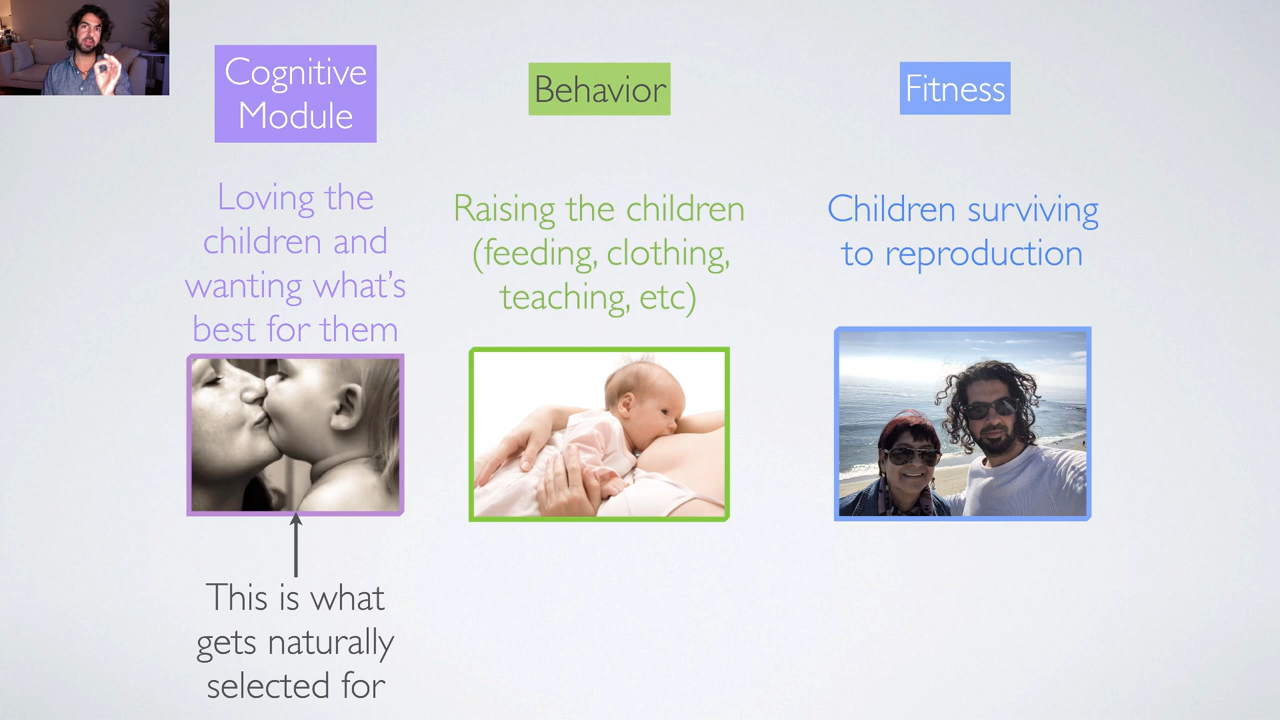 Cognitive
Module
Behavior
Fitness
Loving the
children and
wanting what's
best for them
Raising the children
(feeding, clothing,
teaching, etc)
Children surviving
to reproduction
This is what
gets naturally
selected for